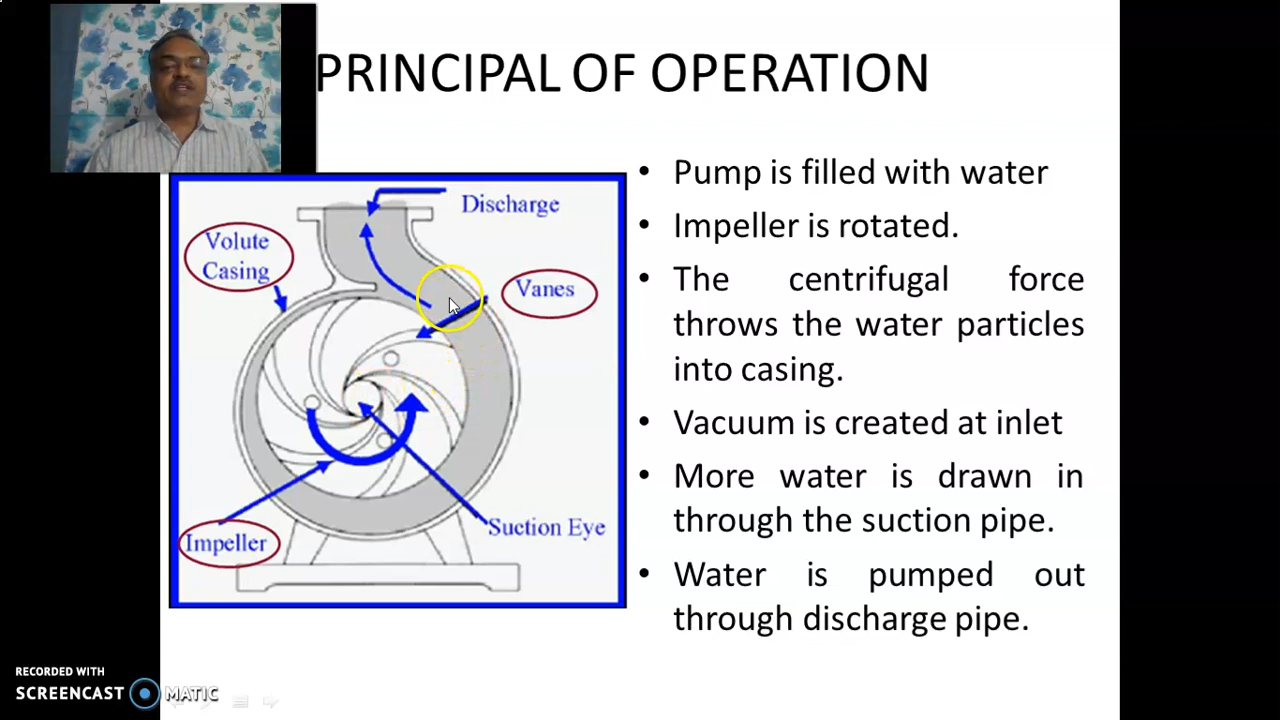 PRINCIPAL OF OPERATION
Discharge
Volute
Casing
Vanes
Suction Eye
Impeller
• Pump is filled with water
• Impeller is rotated.
• The centrifugal force
throws the water particles
into casing.
• Vacuum is created at inlet
• More water is drawn in
through the suction pipe.
• Water is pumped out
through discharge pipe.
RECORDED WITH
SCREENCAST MATIC